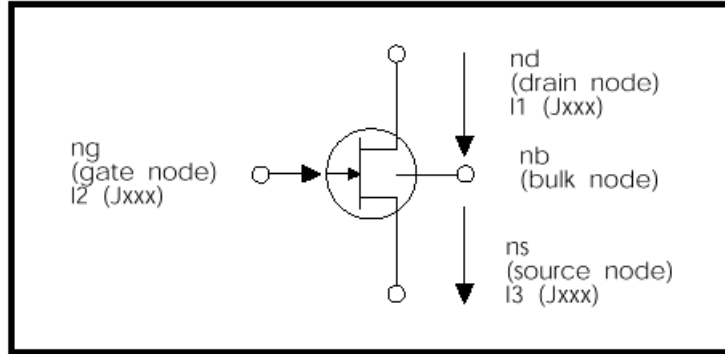 nd
(drain node)
I1 (Jxxx)
ng
(gate node)
I2 (Jxxx)
nb
(bulk node)
ns
(source node)
I3 (Jxxx)